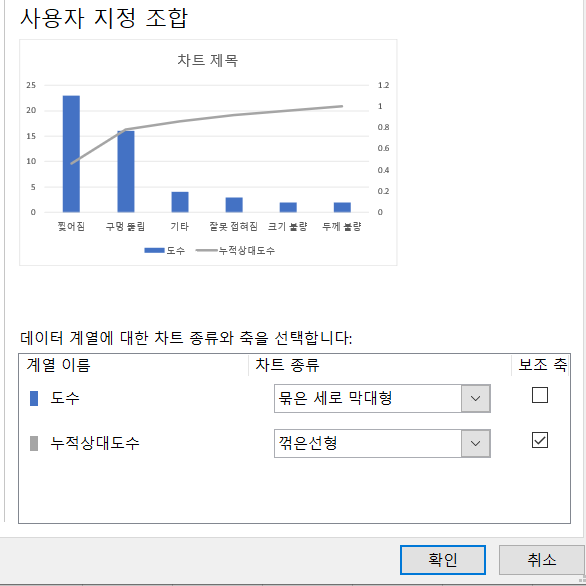 사용자 지정 조합
차트 제목
25 1.2
20 1
15 0.8
10 0.6
5 0.4
0 0.2
0
찢어짐 구멍 뚫림 기타 잘못 접혀짐 크기 불량 두께 불량
도수 누적상대도수
데이터 계열에 대한 차트 종류와 축을 선택합니다:
계열 이름 차트 종류 보조 축
도수 묶은 세로 막대형
누적상대도수 꺾은선형
확인 취소